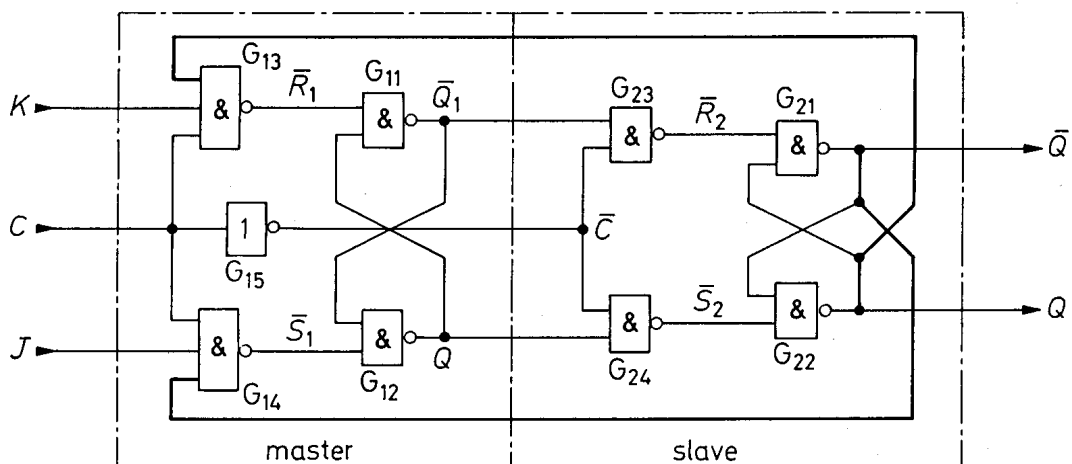 G₁₃
R̅₁
G₁₁
Q̅₁
G₂₃
R̅₂
G₂₁
K
&
&
&
&
Q̅
C
1
C̅
G₁₅
J
&
S̅₁
&
Q
&
S̅₂
&
Q
G₁₄
G₁₂
G₂₄
G₂₂
master
slave